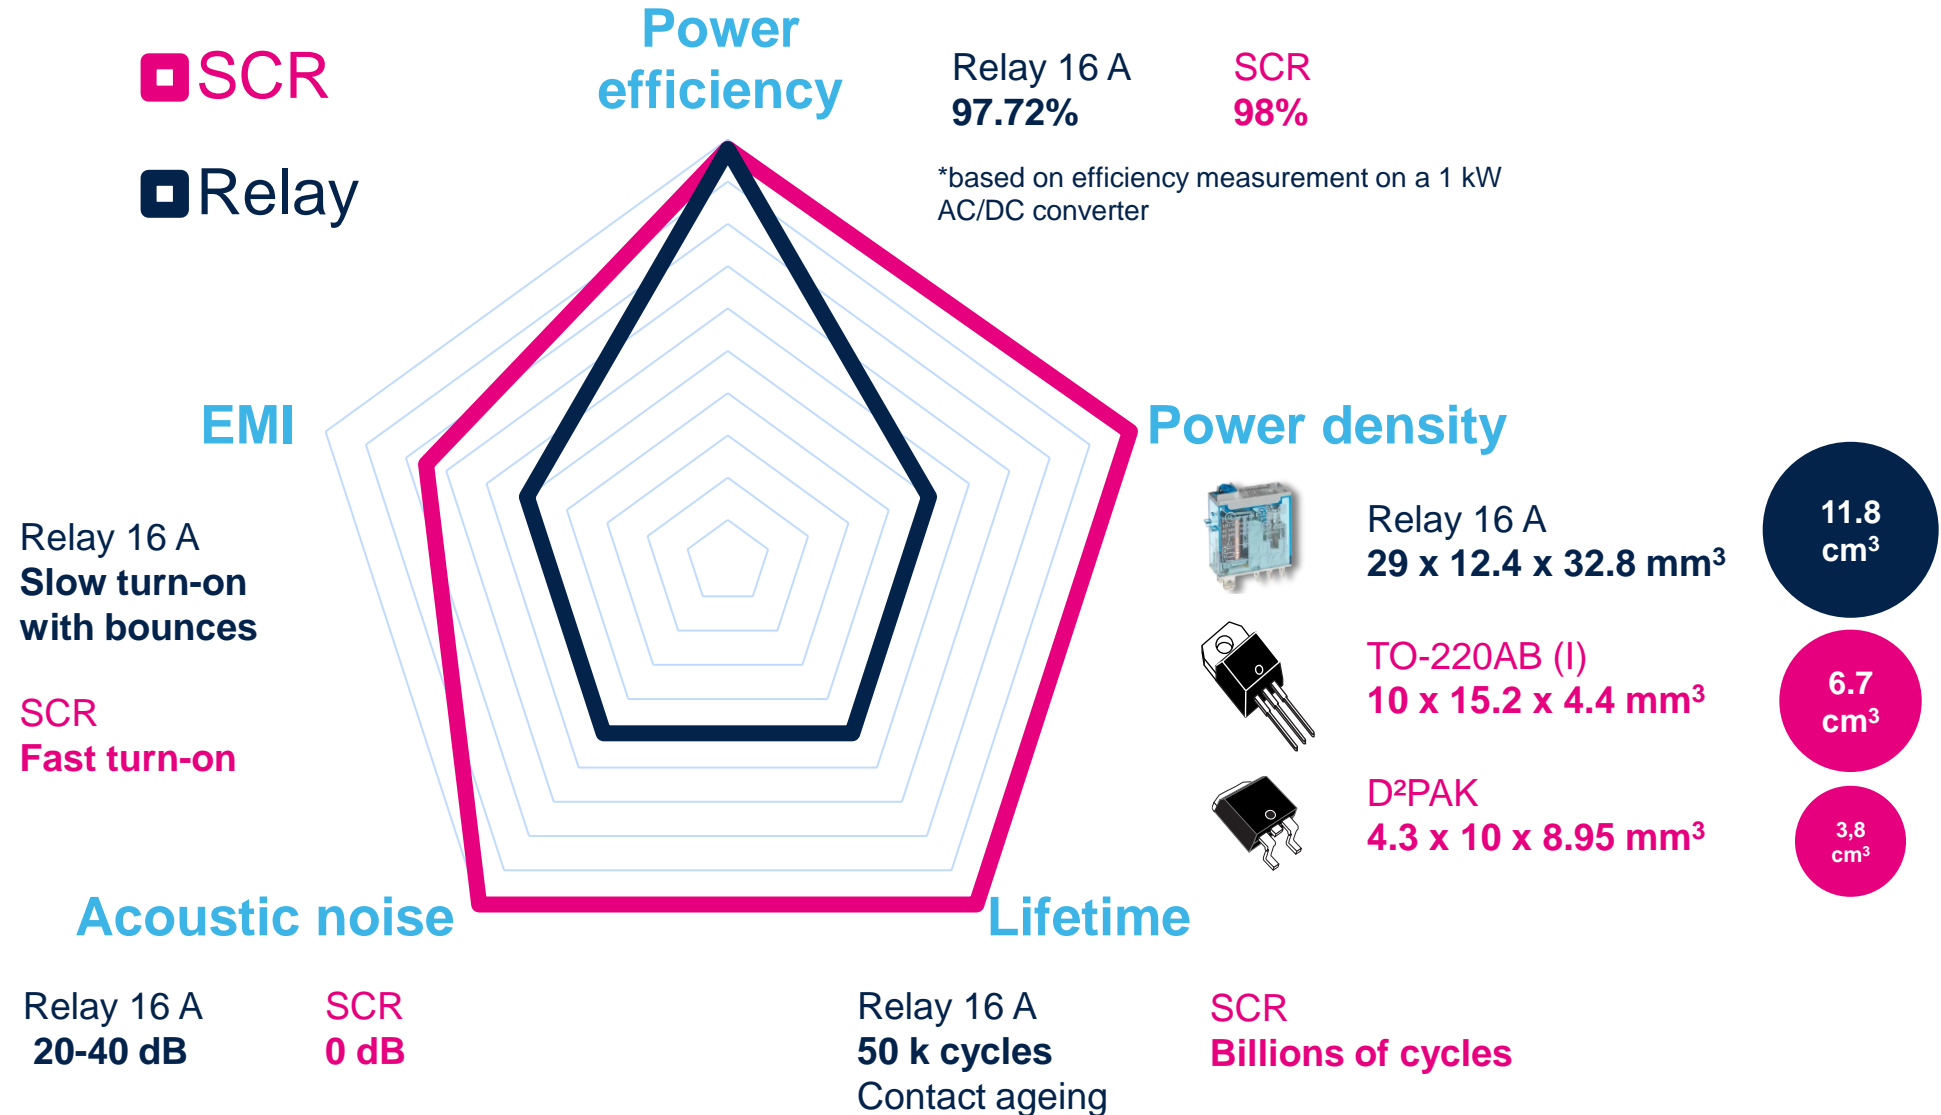 SCR
Relay
Power
efficiency
Relay 16 A
97.72%
SCR
98%
*based on efficiency measurement on a 1 kW
AC/DC converter
EMI
Relay 16 A
Slow turn-on
with bounces
SCR
Fast turn-on
Power density
Relay 16 A
29 x 12.4 x 32.8 mm³
11.8
cm³
TO-220AB (I)
10 x 15.2 x 4.4 mm³
6.7
cm³
D²PAK
4.3 x 10 x 8.95 mm³
3,8
cm³
Acoustic noise
Relay 16 A
20-40 dB
SCR
0 dB
Lifetime
Relay 16 A
50 k cycles
Contact ageing
SCR
Billions of cycles